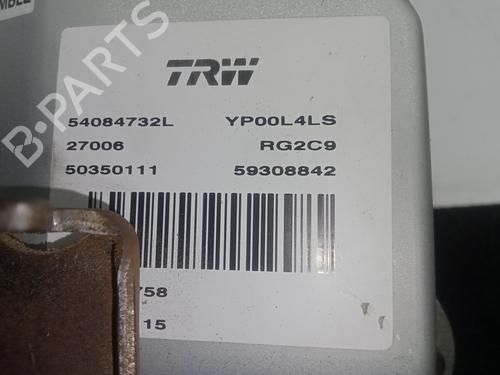 B-PARTS
TRW
54084732L YP00L4LS
27006 RG2C9
50350111 59308842
758
15